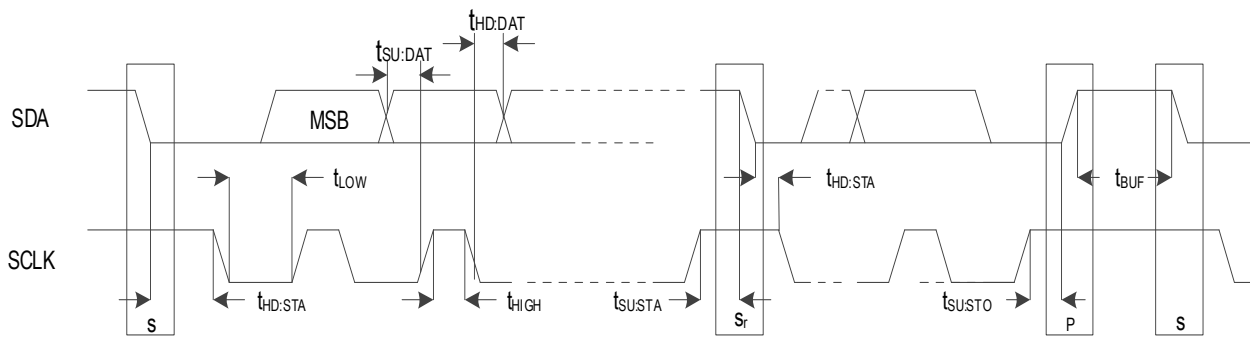 tHD:DAT
tSU:DAT
SDA
MSB
tLOW
tHD:STA
tBUF
SCLK
tHD:STA
tHIGH
tSU:STA
tSU:STO
S
Sr
P
S